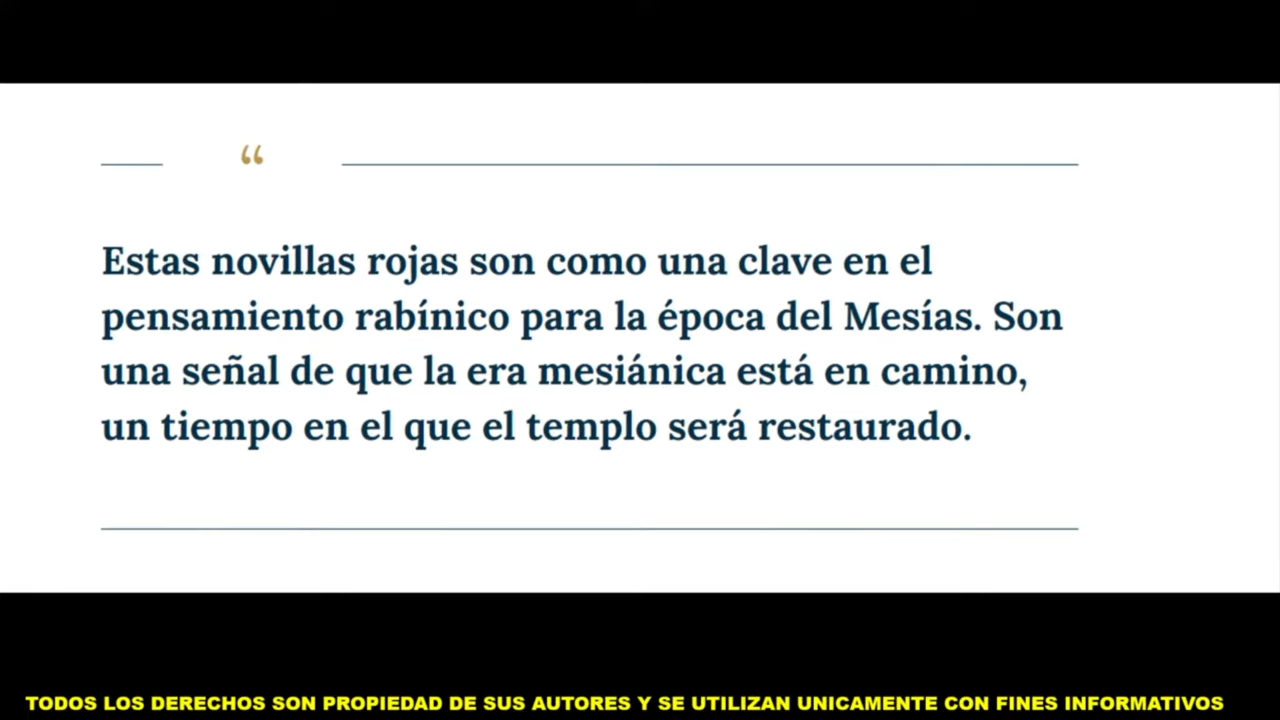 “
Estas novillas rojas son como una clave en el
pensamiento rabínico para la época del Mesías. Son
una señal de que la era mesiánica está en camino,
un tiempo en el que el templo será restaurado.
TODOS LOS DERECHOS SON PROPIEDAD DE SUS AUTORES Y SE UTILIZAN UNICAMENTE CON FINES INFORMATIVOS